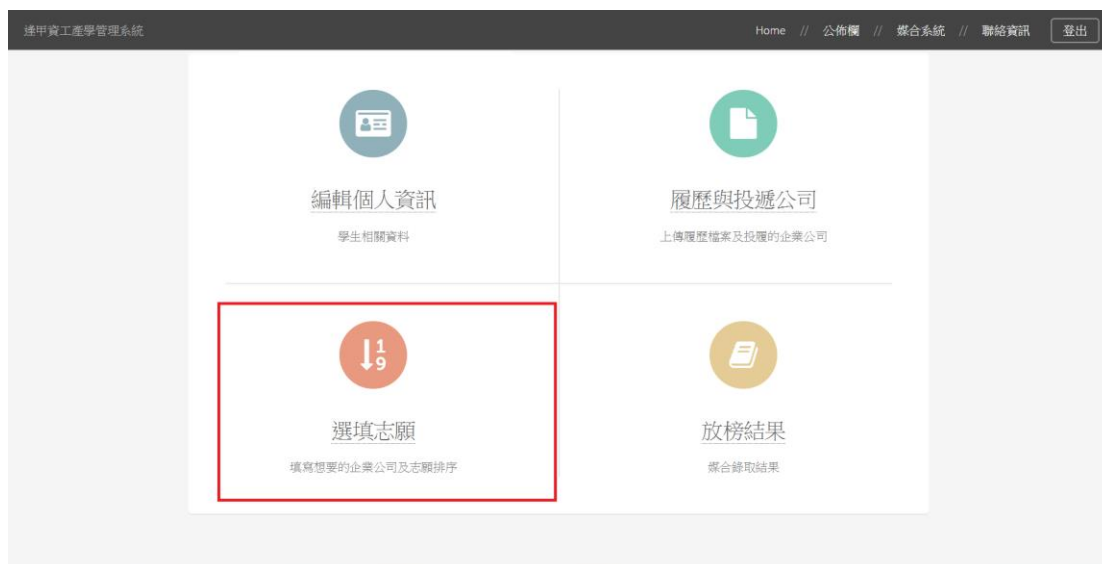 逢甲資工產學管理系統
Home // 公佈欄 // 媒合系統 // 聯絡資訊 登出
編輯個人資訊
學生相關資料
履歷與投遞公司
上傳履歷檔案及投履的企業公司
選填志願
填寫想要的企業公司及志願排序
放榜結果
媒合錄取結果